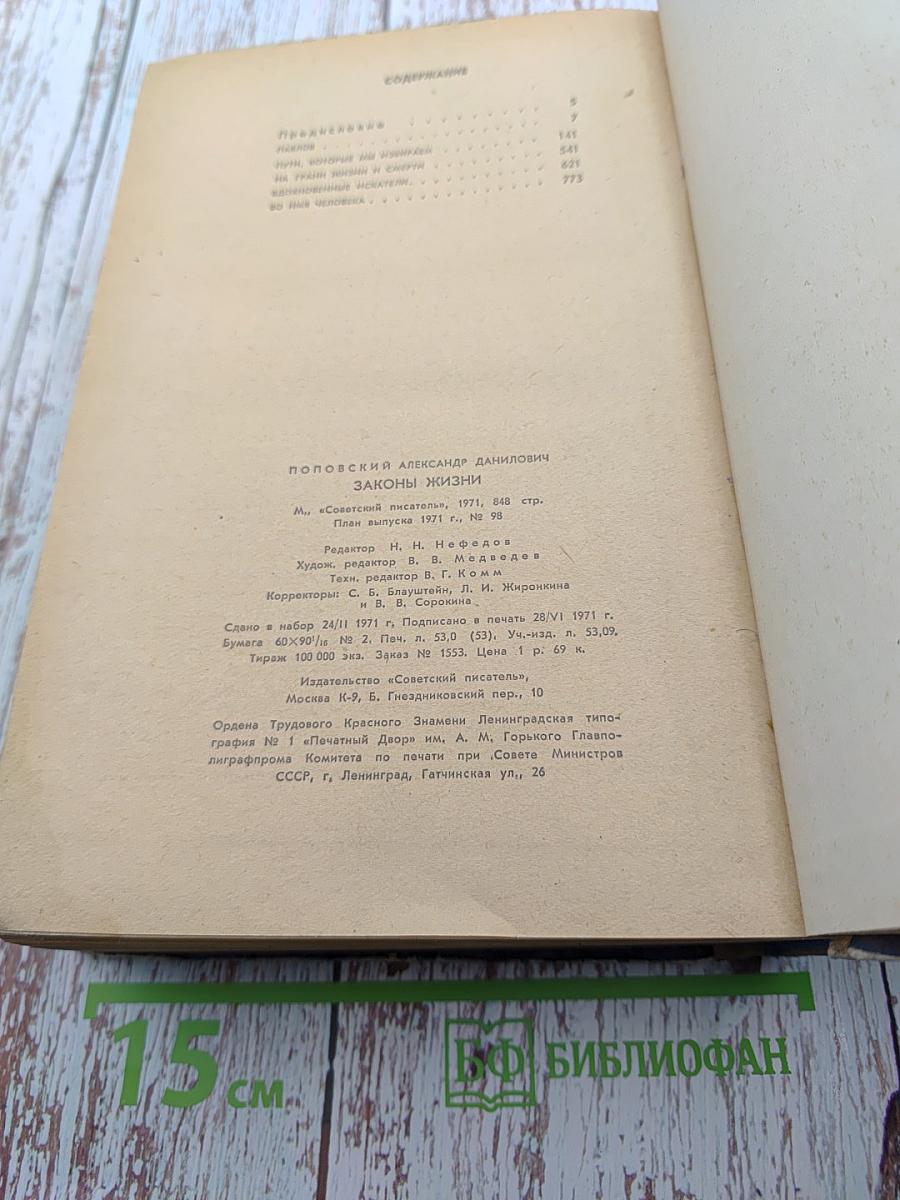 СОДЕРЖАНИЕ
Предисловие . . . . . . . . . 5
ПАВЛОВ . . . . . . . . . . . . 7
ПУТИ, КОТОРЫЕ МЫ ИЗБИРАЕМ . . . . . . 141
НА ГРАНИ ЖИЗНИ И СМЕРТИ . . . . . . 541
ВДОХНОВЕННЫЕ ИСКАТЕЛИ . . . . . . . 621
ВО ИМЯ ЧЕЛОВЕКА . . . . . . . . . . 773
ПОПОВСКИЙ АЛЕКСАНДР ДАНИЛОВИЧ
ЗАКОНЫ ЖИЗНИ
М., «Советский писатель», 1971, 848 стр.
План выпуска 1971 г., № 98
Редактор Н. Н. Нефедов
Худож. редактор В. В. Медведев
Техн. редактор В. Г. Комм
Корректоры: С. Б. Блауштейн, Л. И. Жиронкина
и В. В. Сорокина
Сдано в набор 24/II 1971 г. Подписано в печать 28/VI 1971 г.
Бумага 60×90¹/₁₆ № 2. Печ. л. 53,0 (53). Уч.-изд. л. 53,09.
Тираж 100 000 экз. Заказ № 1553. Цена 1 р. 69 к.
Издательство «Советский писатель»,
Москва К-9, Б. Гнездниковский пер., 10
Ордена Трудового Красного Знамени Ленинградская типо-
графия № 1 «Печатный Двор» им. А. М. Горького Главпо-
лиграфпрома Комитета по печати при Совете Министров
СССР, г. Ленинград, Гатчинская ул., 26
15 см
БФ БИБЛИОФАН